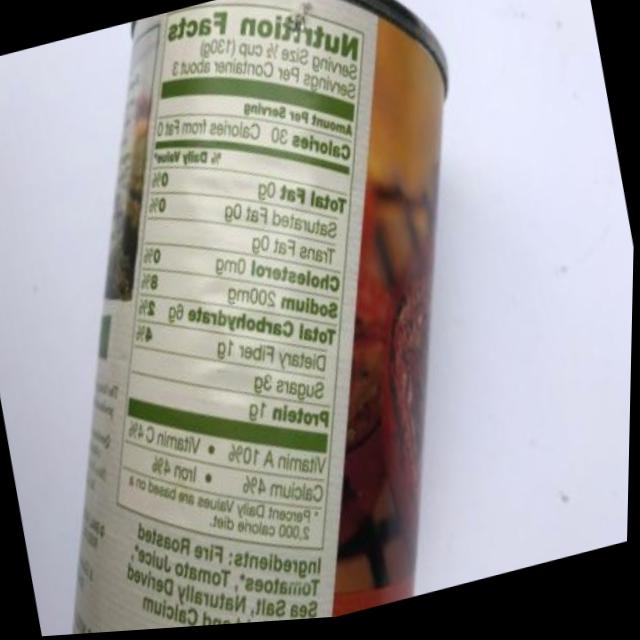 Nutrition Facts
Serving Size ½ cup (130g)
Servings Per Container about 3
Amount Per Serving
Calories 30 Calories from Fat 0
% Daily Value*
Total Fat 0g 0%
Saturated Fat 0g 0%
Trans Fat 0g
Cholesterol 0mg 0%
Sodium 200mg 8%
Total Carbohydrate 6g 2%
Dietary Fiber 1g 4%
Sugars 3g
Protein 1g
Vitamin A 10% • Vitamin C 4%
Calcium 4% • Iron 4%
* Percent Daily Values are based on a
2,000 calorie diet.
Ingredients: Fire Roasted
Tomatoes*, Tomato Juice*,
Sea Salt, Naturally Derived
and Calcium